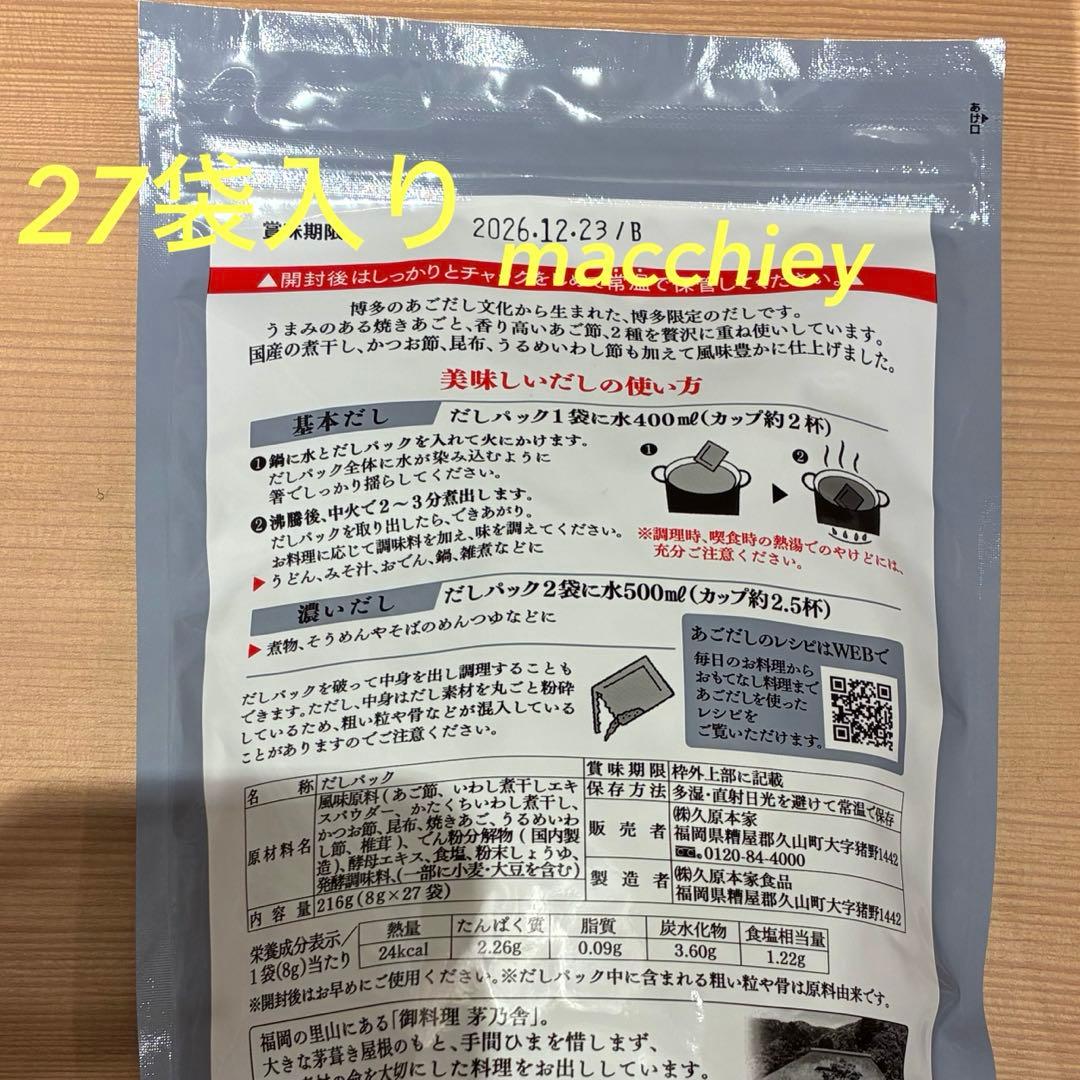 あけ口
27袋入り
賞味期限 2026.12.23/B
macchiey
▲開封後はしっかりとチャックをしめて常温で保管してください。▲
博多のあごだし文化から生まれた、博多限定のだしです。
うまみのある焼きあごと、香り高いあご節、2種を贅沢に重ね使いしています。
国産の煮干し、かつお節、昆布、うるめいわし節も加えて風味豊かに仕上げました。
美味しいだしの使い方
基本だし だしパック1袋に水400㎖(カップ約2杯)
❶鍋に水とだしパックを入れて火にかけます。
だしパック全体に水が染み込むように
箸でしっかり揺らしてください。
❷沸騰後、中火で2〜3分煮出します。
だしパックを取り出したら、できあがり。
お料理に応じて調味料を加え、味を調えてください。
▶うどん、みそ汁、おでん、鍋、雑煮などに
❶ ▶ ❷
※調理時、喫食時の熱湯でのやけどには、
充分ご注意ください。
濃いだし だしパック2袋に水500㎖(カップ約2.5杯)
▶煮物、そうめんやそばのめんつゆなどに
だしパックを破って中身を出し調理することも
できます。ただし、中身はだし素材を丸ごと粉砕
しているため、粗い粒や骨などが混入している
ことがありますのでご注意ください。
あごだしのレシピはWEBで
毎日のお料理から
おもてなし料理まで
あごだしを使った
レシピを
ご覧いただけます。
名称 だしパック
原材料名 風味原料(あご節、いわし煮干しエキ
スパウダー、かたくちいわし煮干し、
かつお節、昆布、焼きあご、うるめいわ
し節、椎茸)、でん粉分解物(国内製
造)、酵母エキス、食塩、粉末しょうゆ、
発酵調味料、(一部に小麦・大豆を含む)
内容量 216g(8g×27袋)
賞味期限 枠外上部に記載
保存方法 多湿・直射日光を避けて常温で保存
販売者 ㈱久原本家
福岡県糟屋郡久山町大字猪野1442
0120-84-4000
製造者 ㈱久原本家食品
福岡県糟屋郡久山町大字猪野1442
栄養成分表示/
1袋(8g)当たり
熱量 たんぱく質 脂質 炭水化物 食塩相当量
24kcal 2.26g 0.09g 3.60g 1.22g
※開封後はお早めにご使用ください。※だしパック中に含まれる粗い粒や骨は原料由来です。
福岡の里山にある「御料理 茅乃舎」。
大きな茅葺き屋根のもと、手間ひまを惜しまず、
の命を大切にした料理をお出ししています。